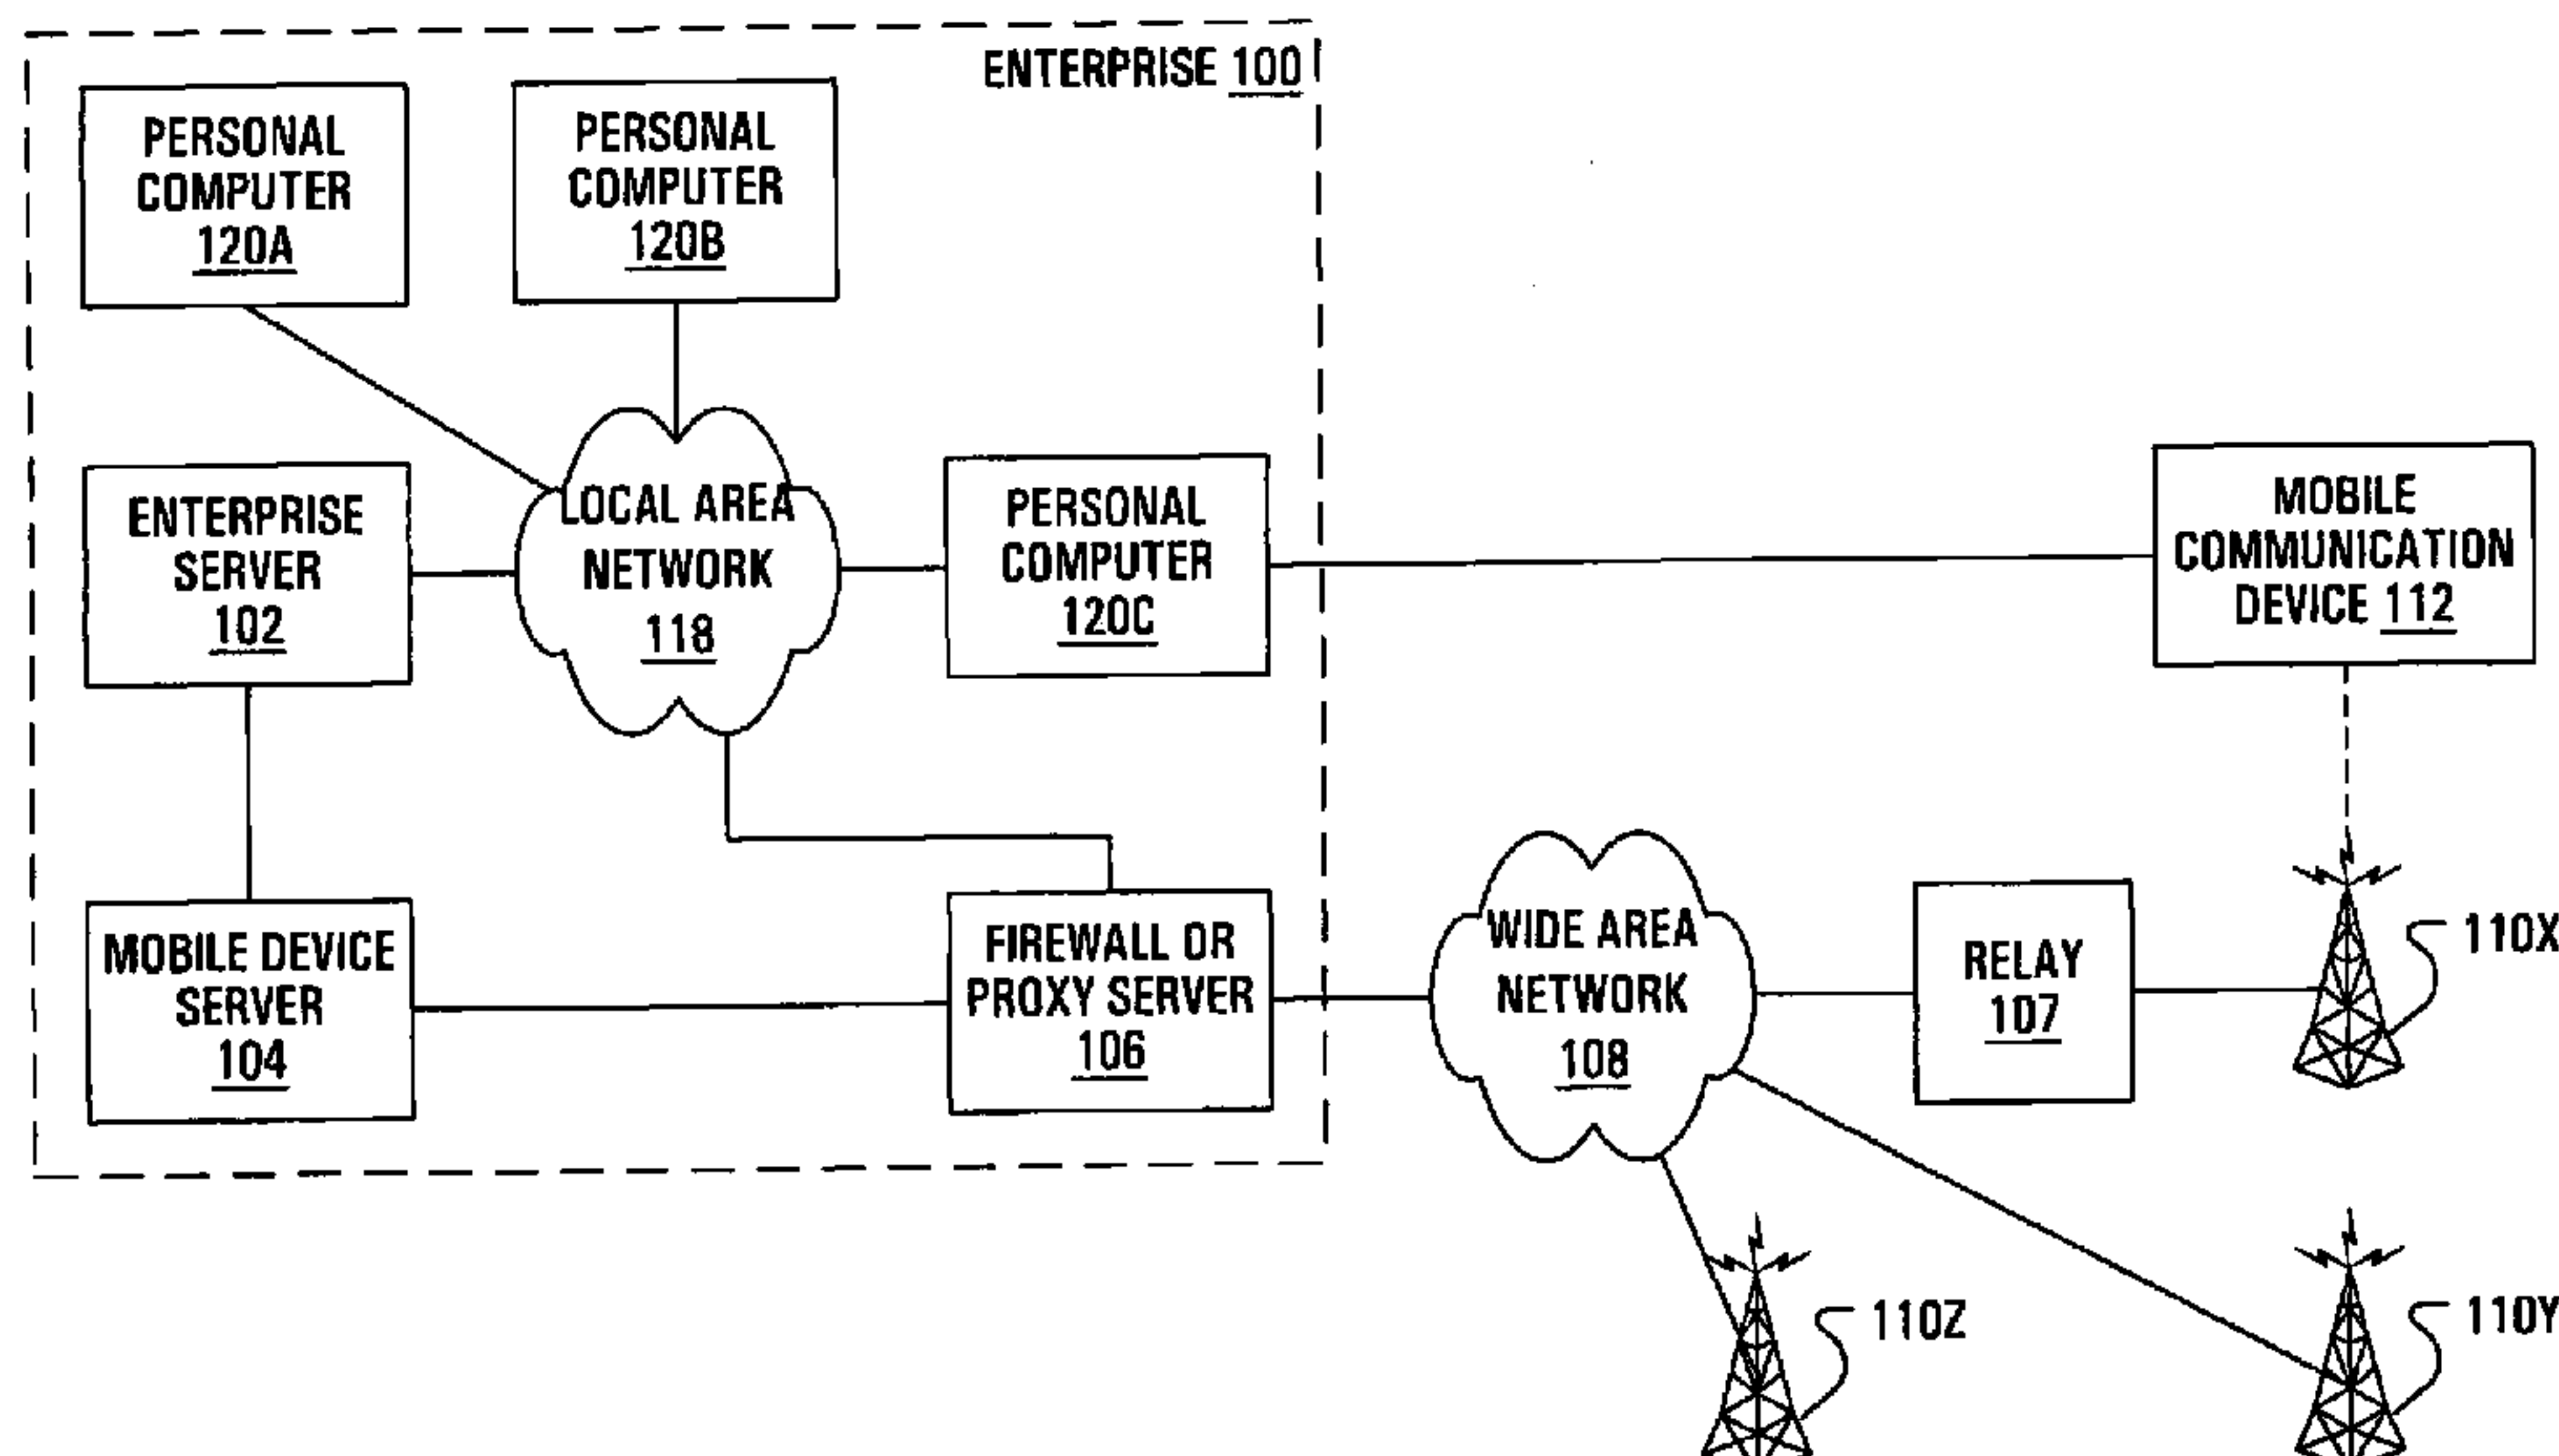 ENTERPRISE 100
PERSONAL
COMPUTER
120A
PERSONAL
COMPUTER
120B
ENTERPRISE
SERVER
102
LOCAL AREA
NETWORK
118
PERSONAL
COMPUTER
120C
MOBILE
COMMUNICATION
DEVICE 112
MOBILE DEVICE
SERVER
104
FIREWALL OR
PROXY SERVER
106
WIDE AREA
NETWORK
108
RELAY
107
110X
110Z
110Y